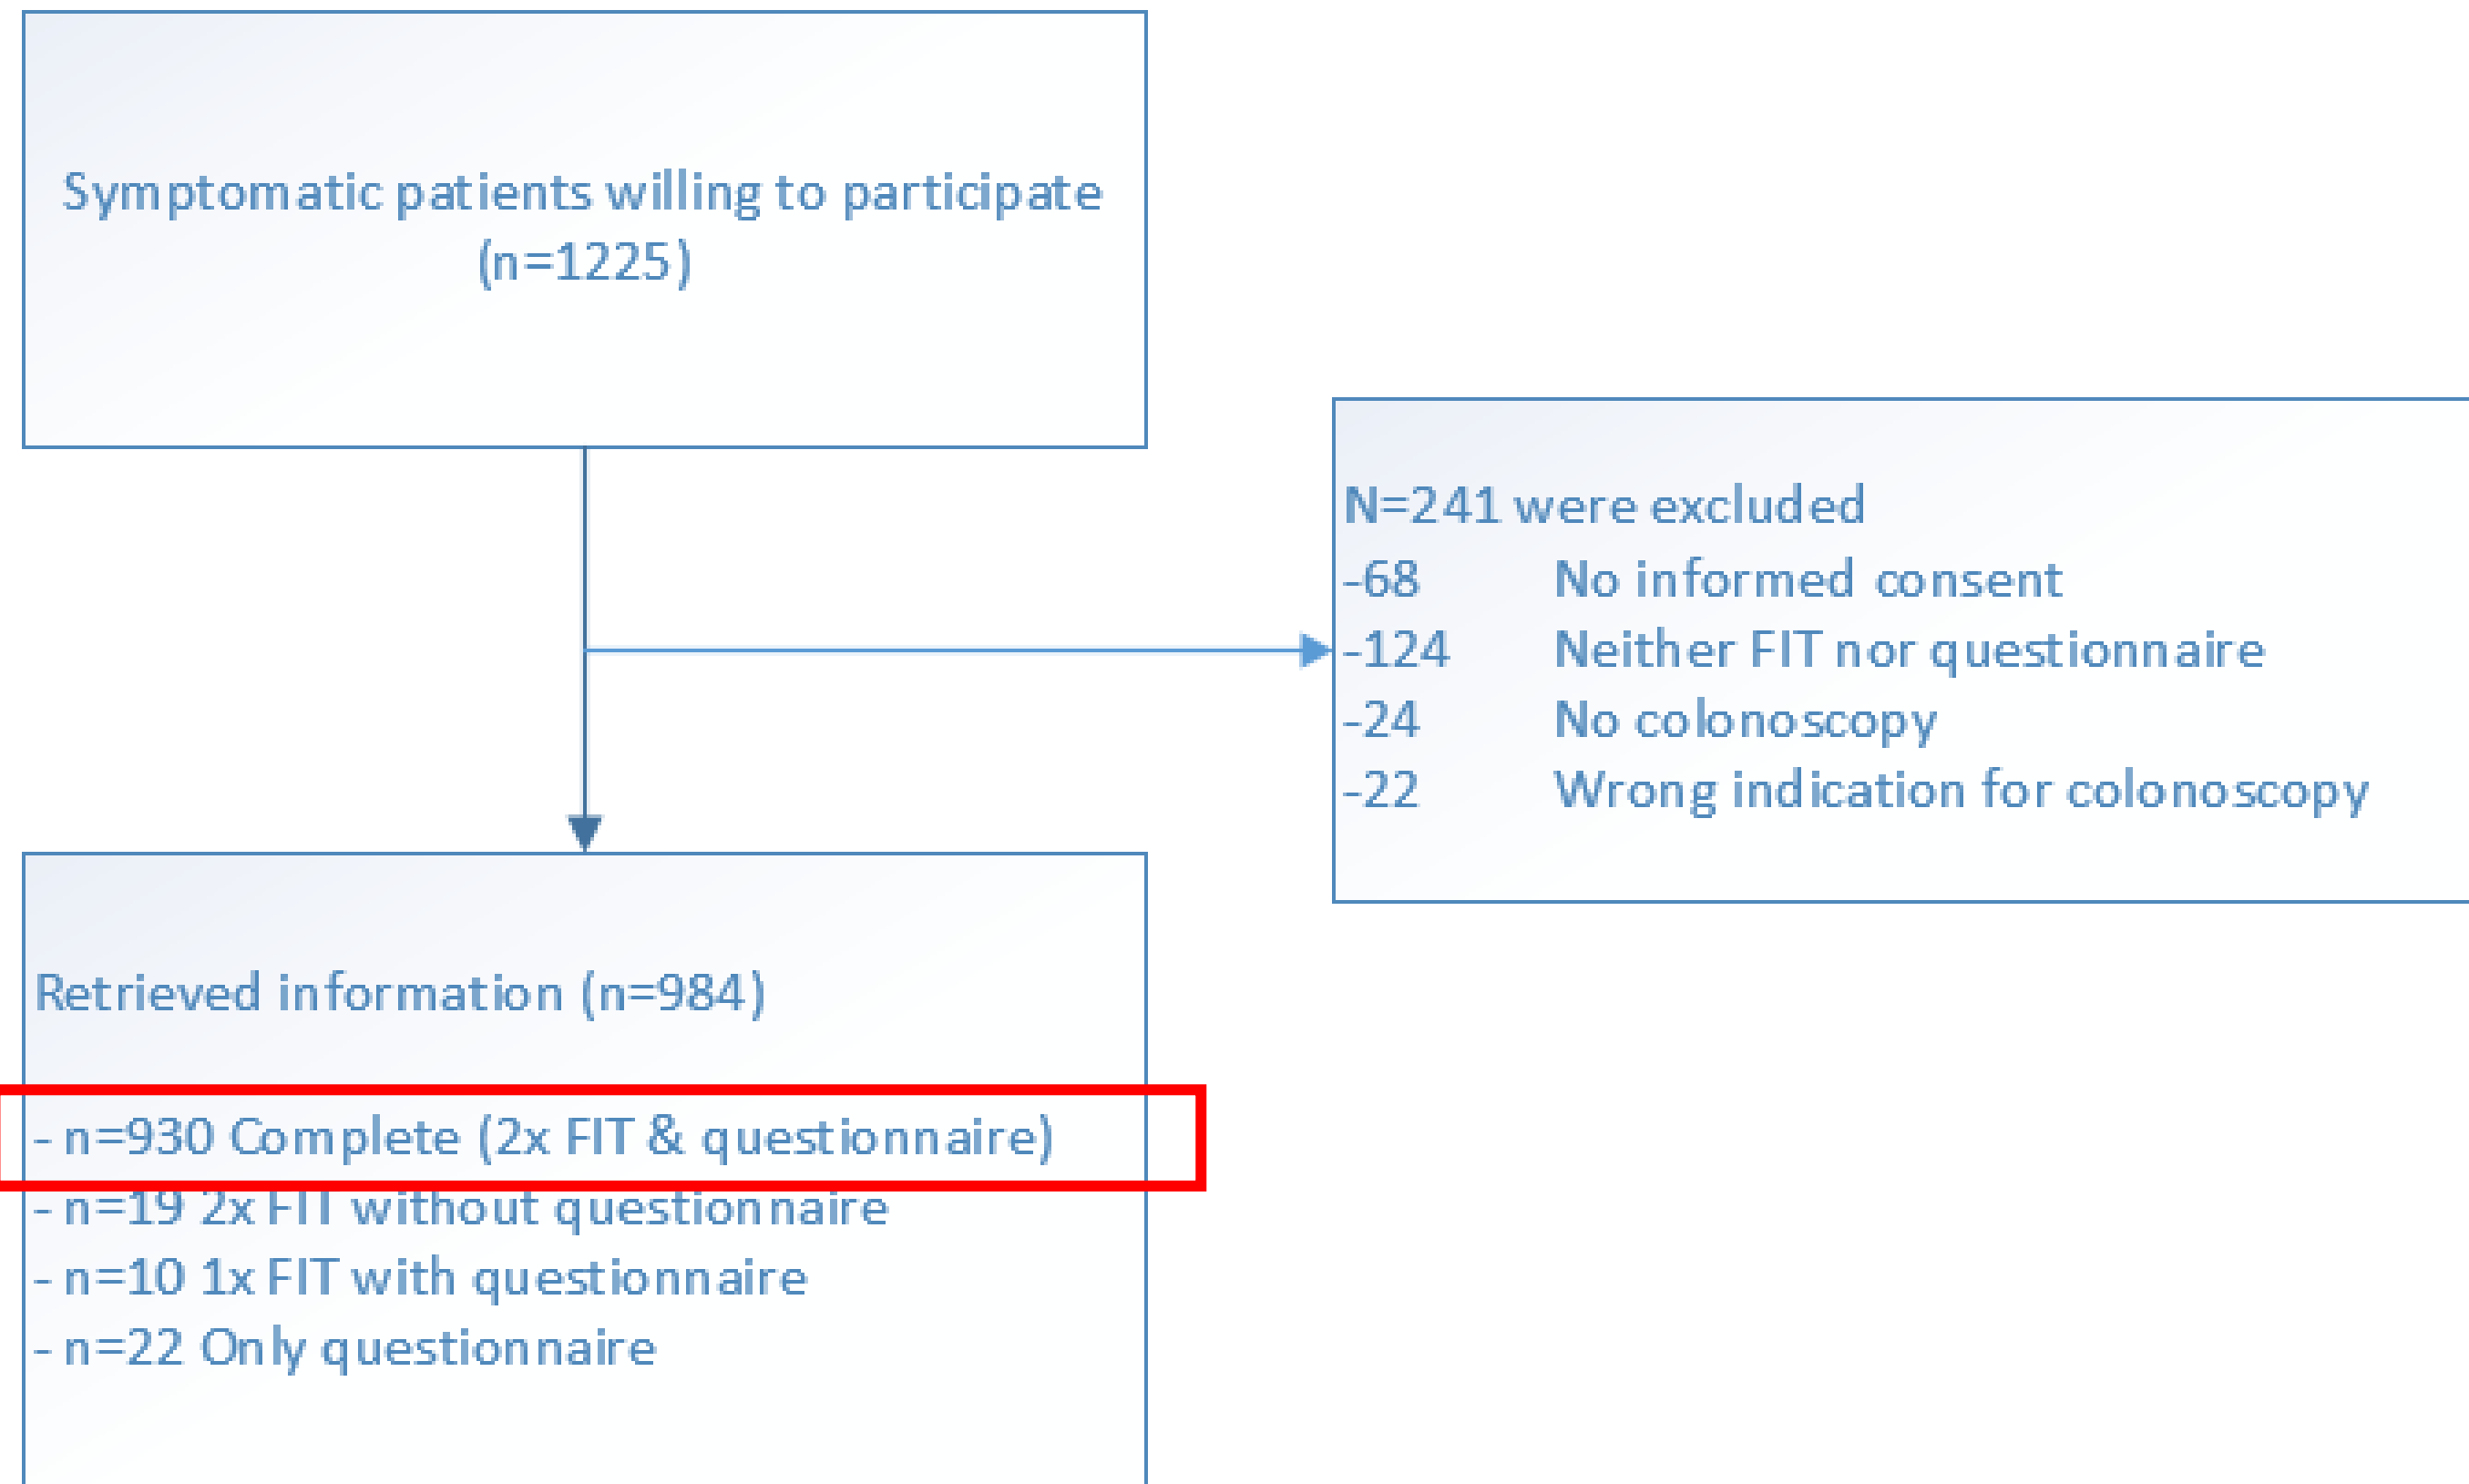 Symptomatic patients willing to participate
(n=1225)
N=241 were excluded
-68 No informed consent
-124 Neither FIT nor questionnaire
-24 No colonoscopy
-22 Wrong indication for colonoscopy
Retrieved information (n=984)
- n=930 Complete (2x FIT & questionnaire)
- n=19 2x FIT without questionnaire
- n=10 1x FIT with questionnaire
- n=22 Only questionnaire